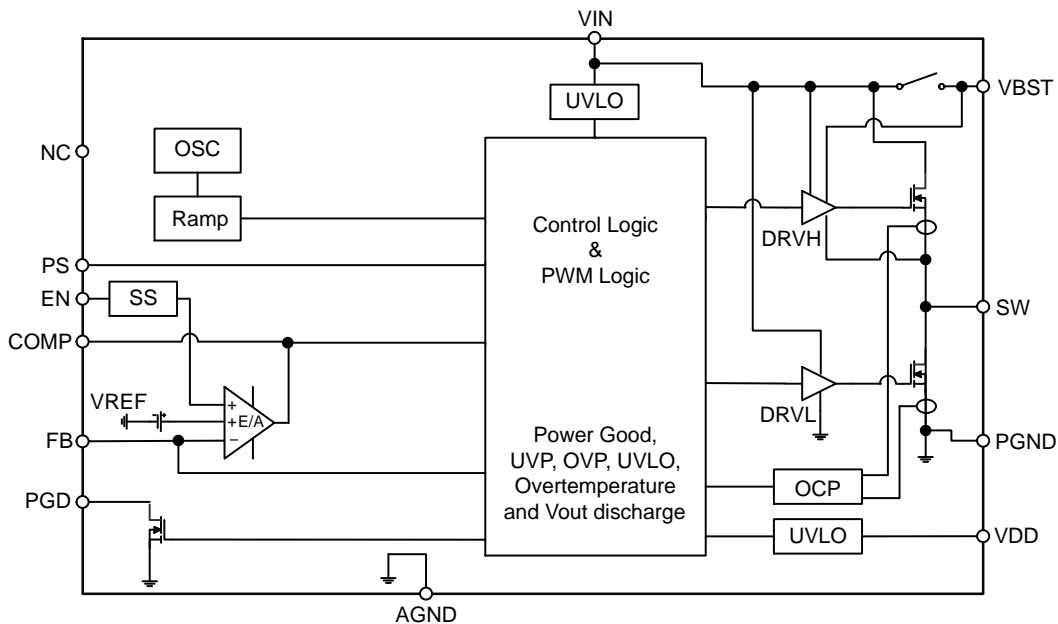 VIN
VBST
UVLO
NC
OSC
Ramp
Control Logic
&
PWM Logic
DRVH
PS
EN
SS
SW
COMP
VREF
+
+E/A
−
DRVL
FB
Power Good,
UVP, OVP, UVLO,
Overtemperature
and Vout discharge
PGND
OCP
PGD
UVLO
VDD
AGND